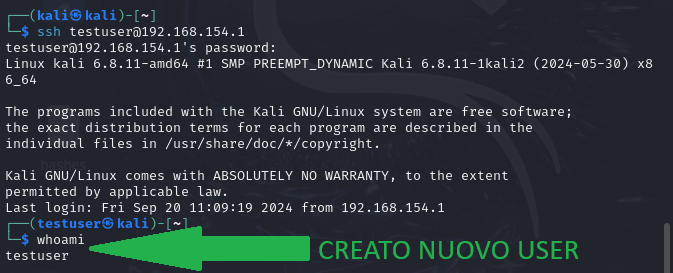 ┌──(kali㉿kali)-[~]
└─$ ssh testuser@192.168.154.1
testuser@192.168.154.1's password:
Linux kali 6.8.11-amd64 #1 SMP PREEMPT_DYNAMIC Kali 6.8.11-1kali2 (2024-05-30) x8
6_64

The programs included with the Kali GNU/Linux system are free software;
the exact distribution terms for each program are described in the
individual files in /usr/share/doc/*/copyright.

Kali GNU/Linux comes with ABSOLUTELY NO WARRANTY, to the extent
permitted by applicable law.
Last login: Fri Sep 20 11:09:19 2024 from 192.168.154.1
┌──(testuser㉿kali)-[~]
└─$ whoami
testuser
CREATO NUOVO USER